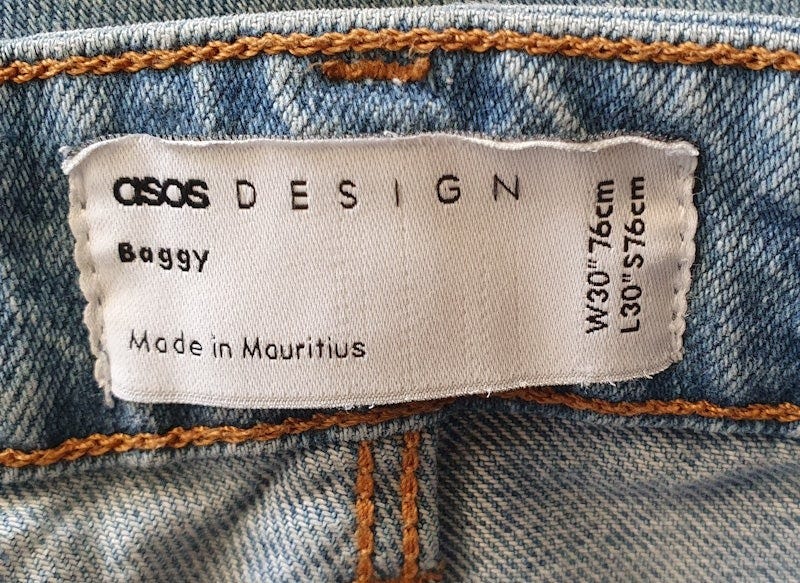 asos DESIGN
Baggy
Made in Mauritius
W30" 76cm
L30" S76cm